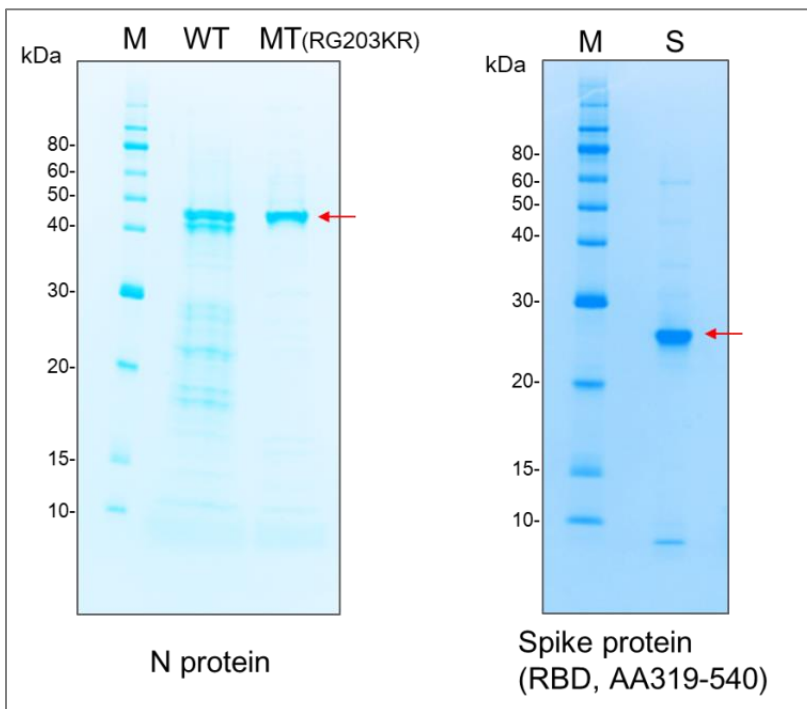 M WT MT(RG203KR)
kDa
80-
60-
50-
40-
30-
20-
15-
10-
N protein
M S
kDa
80-
60-
50-
40-
30-
20-
15-
10-
Spike protein
(RBD, AA319-540)